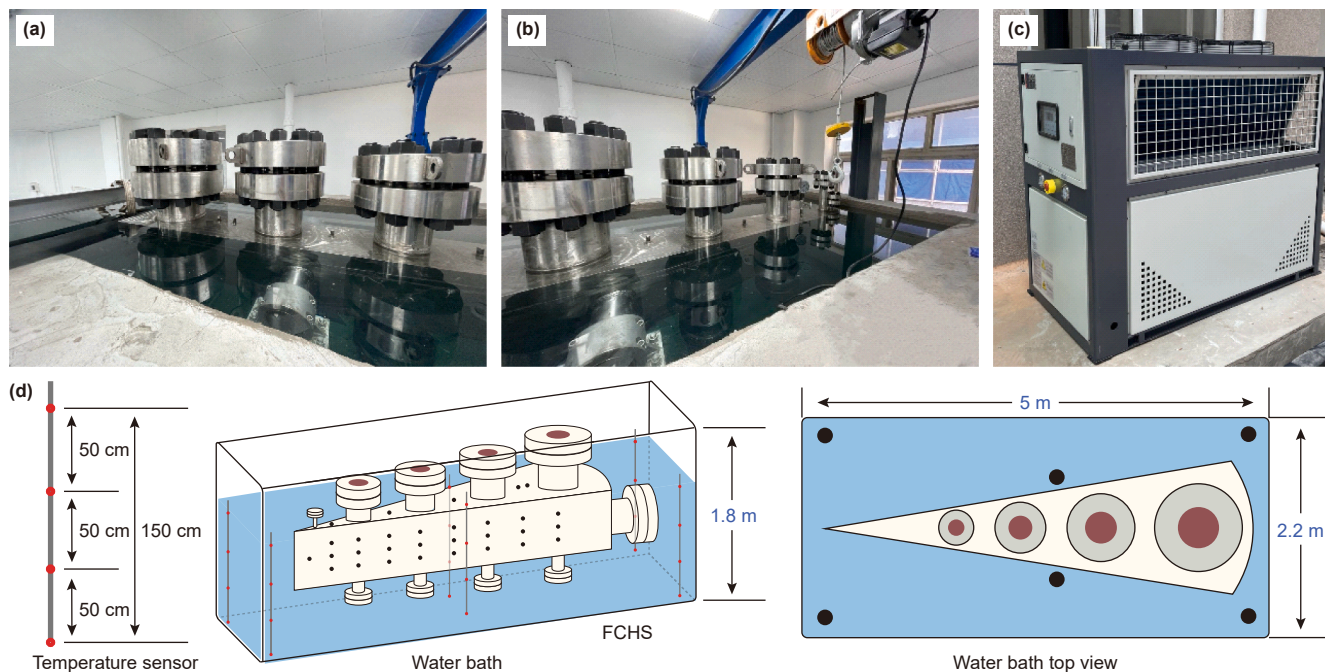 (a)
(b)
(c)
(d)
50 cm
50 cm
150 cm
50 cm
Temperature sensor
1.8 m
FCHS
Water bath
5 m
2.2 m
Water bath top view